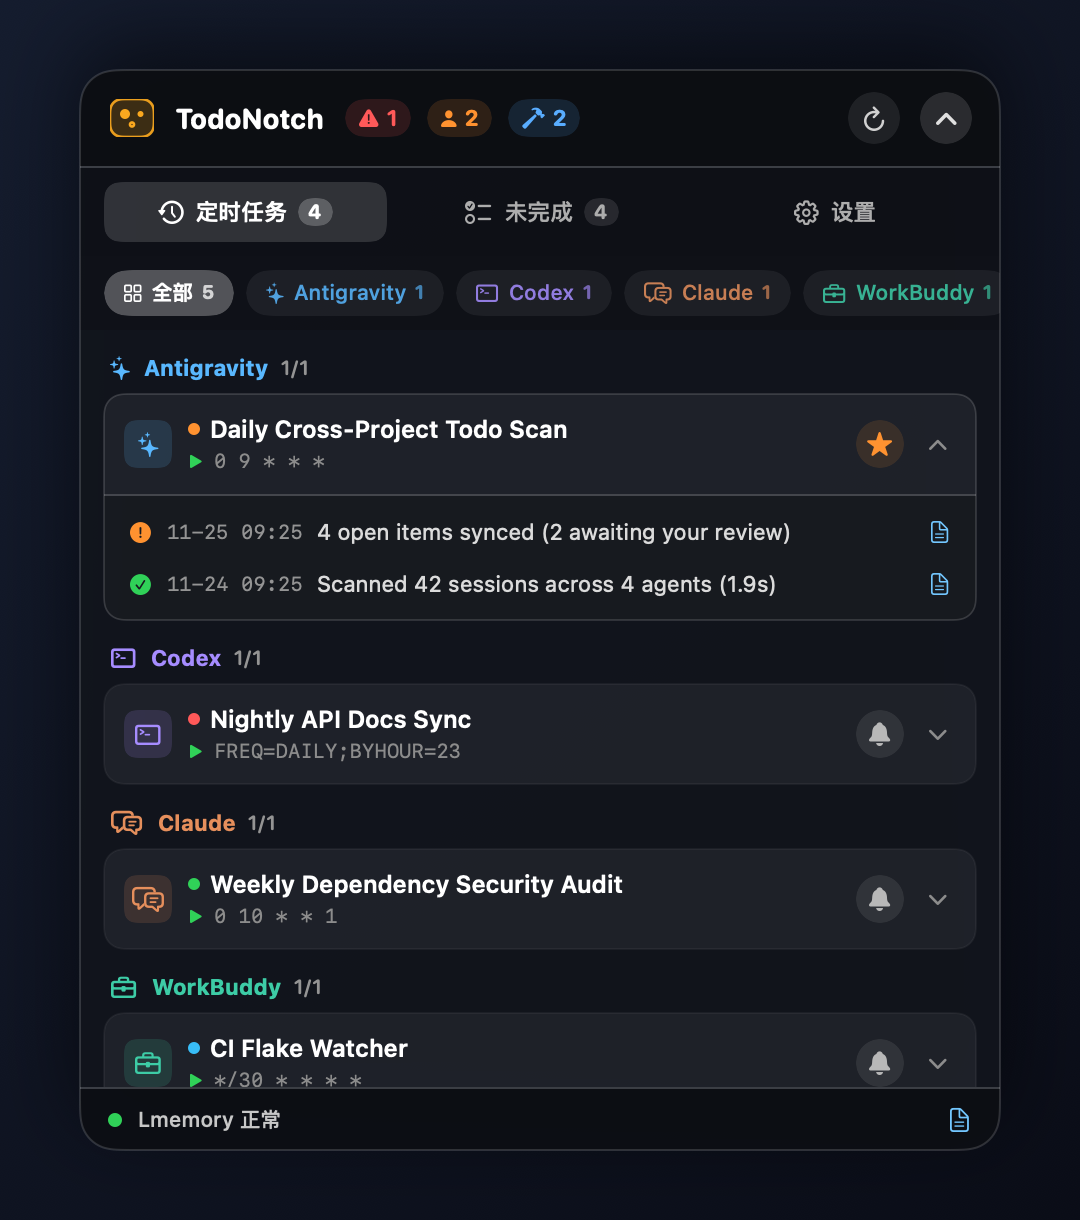 TodoNotch 1 2 2
定时任务 4 未完成 4 设置
全部 5 Antigravity 1 Codex 1 Claude 1 WorkBuddy 1
Antigravity 1/1
Daily Cross-Project Todo Scan
0 9 * * *
11-25 09:25 4 open items synced (2 awaiting your review)
11-24 09:25 Scanned 42 sessions across 4 agents (1.9s)
Codex 1/1
Nightly API Docs Sync
FREQ=DAILY;BYHOUR=23
Claude 1/1
Weekly Dependency Security Audit
0 10 * * 1
WorkBuddy 1/1
CI Flake Watcher
*/30 * * * *
Lmemory 正常